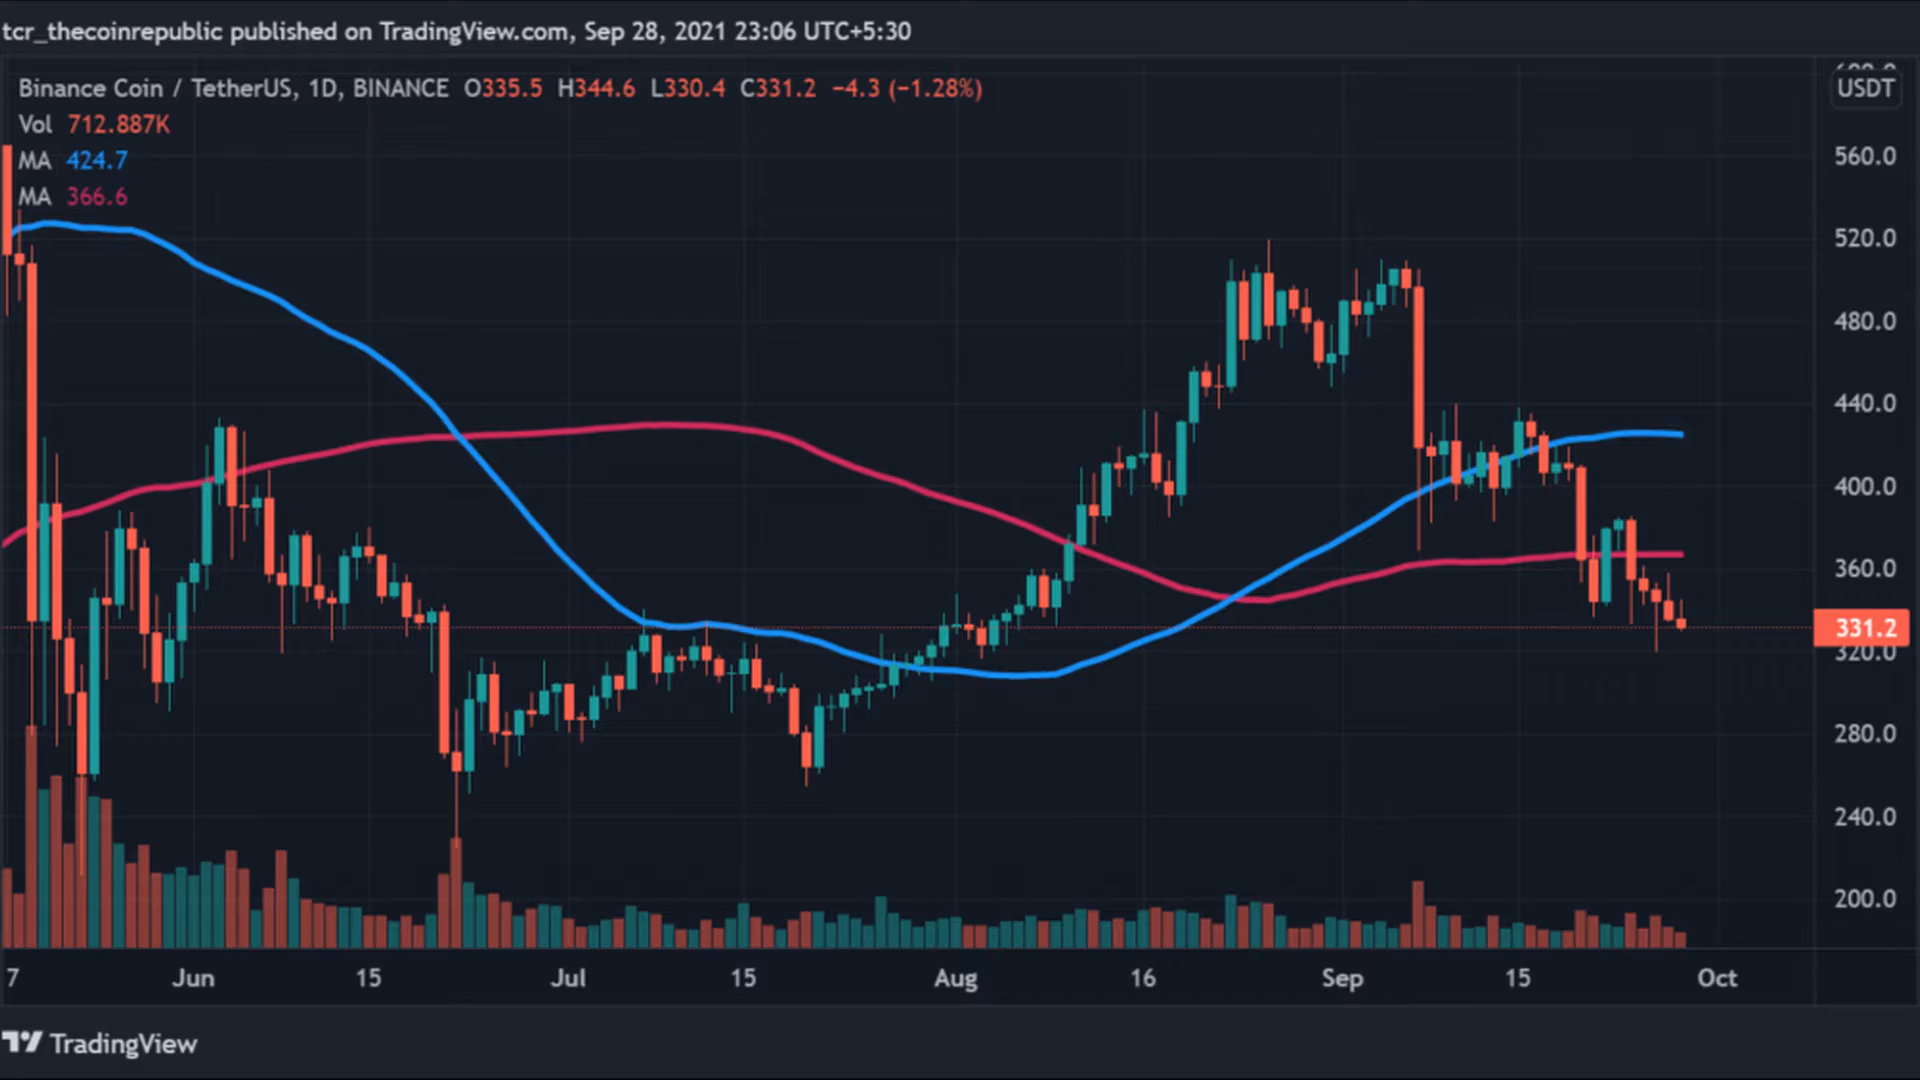 tcr_thecoinrepublic published on TradingView.com, Sep 28, 2021 23:06 UTC+5:30
Binance Coin / TetherUS, 1D, BINANCE O335.5 H344.6 L330.4 C331.2 −4.3 (−1.28%)
USDT
Vol 712.887K
MA 424.7
MA 366.6
560.0
520.0
480.0
440.0
400.0
360.0
331.2
320.0
280.0
240.0
200.0
7 Jun 15 Jul 15 Aug 16 Sep 15 Oct
TradingView